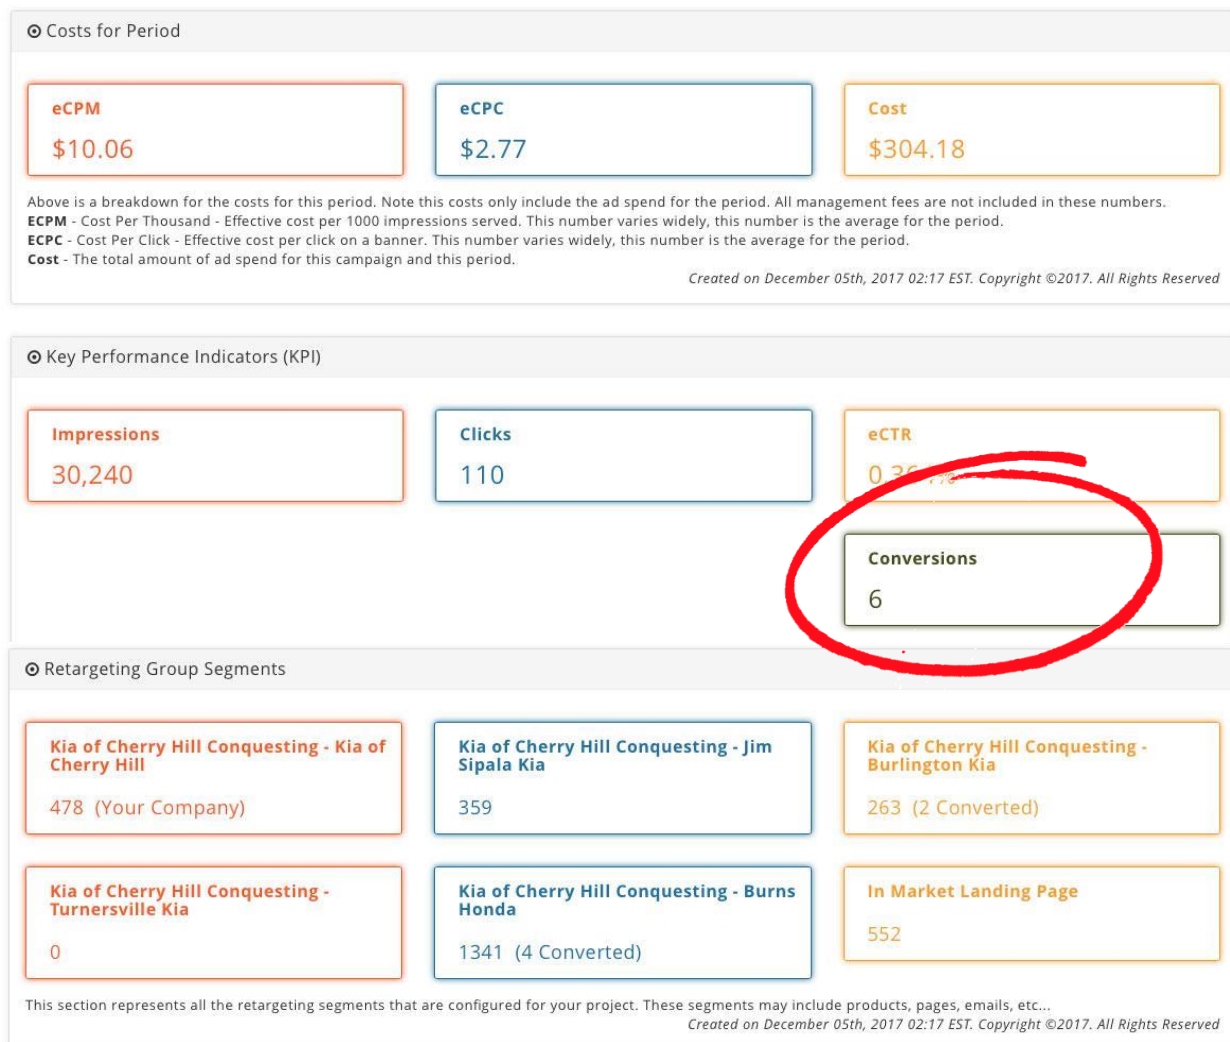 Costs for Period
eCPM
$10.06
eCPC
$2.77
Cost
$304.18
Above is a breakdown for the costs for this period. Note this costs only include the ad spend for the period. All management fees are not included in these numbers.
ECPM - Cost Per Thousand - Effective cost per 1000 impressions served. This number varies widely, this number is the average for the period.
ECPC - Cost Per Click - Effective cost per click on a banner. This number varies widely, this number is the average for the period.
Cost - The total amount of ad spend for this campaign and this period.
Created on December 05th, 2017 02:17 EST. Copyright ©2017. All Rights Reserved
Key Performance Indicators (KPI)
Impressions
30,240
Clicks
110
eCTR
Conversions
6
Retargeting Group Segments
Kia of Cherry Hill Conquesting - Kia of
Cherry Hill
478 (Your Company)
Kia of Cherry Hill Conquesting - Jim
Sipala Kia
359
Kia of Cherry Hill Conquesting -
Burlington Kia
263 (2 Converted)
Kia of Cherry Hill Conquesting -
Turnersville Kia
0
Kia of Cherry Hill Conquesting - Burns
Honda
1341 (4 Converted)
In Market Landing Page
552
This section represents all the retargeting segments that are configured for your project. These segments may include products, pages, emails, etc...
Created on December 05th, 2017 02:17 EST. Copyright ©2017. All Rights Reserved